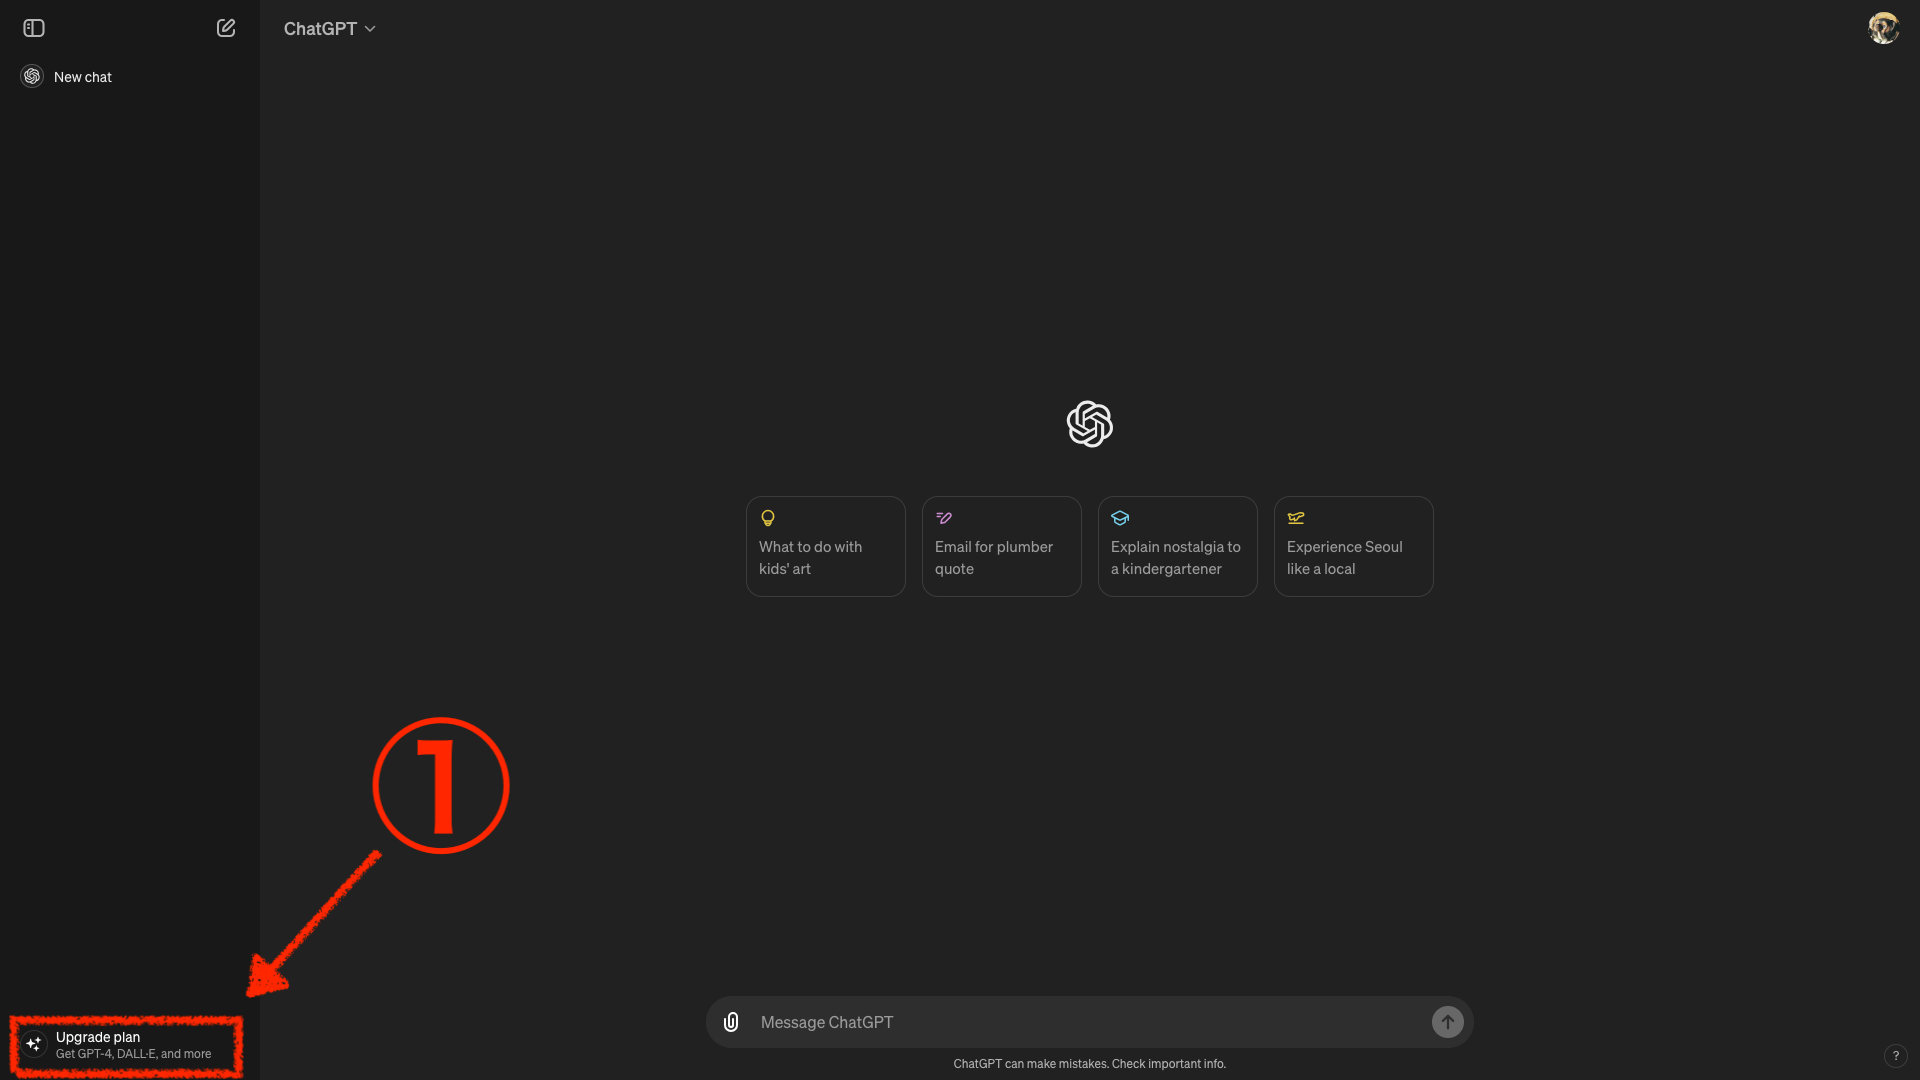 ChatGPT
New chat
What to do with
kids' art
Email for plumber
quote
Explain nostalgia to
a kindergartener
Experience Seoul
like a local
①
Upgrade plan
Get GPT-4, DALL·E, and more
Message ChatGPT
ChatGPT can make mistakes. Check important info.
?